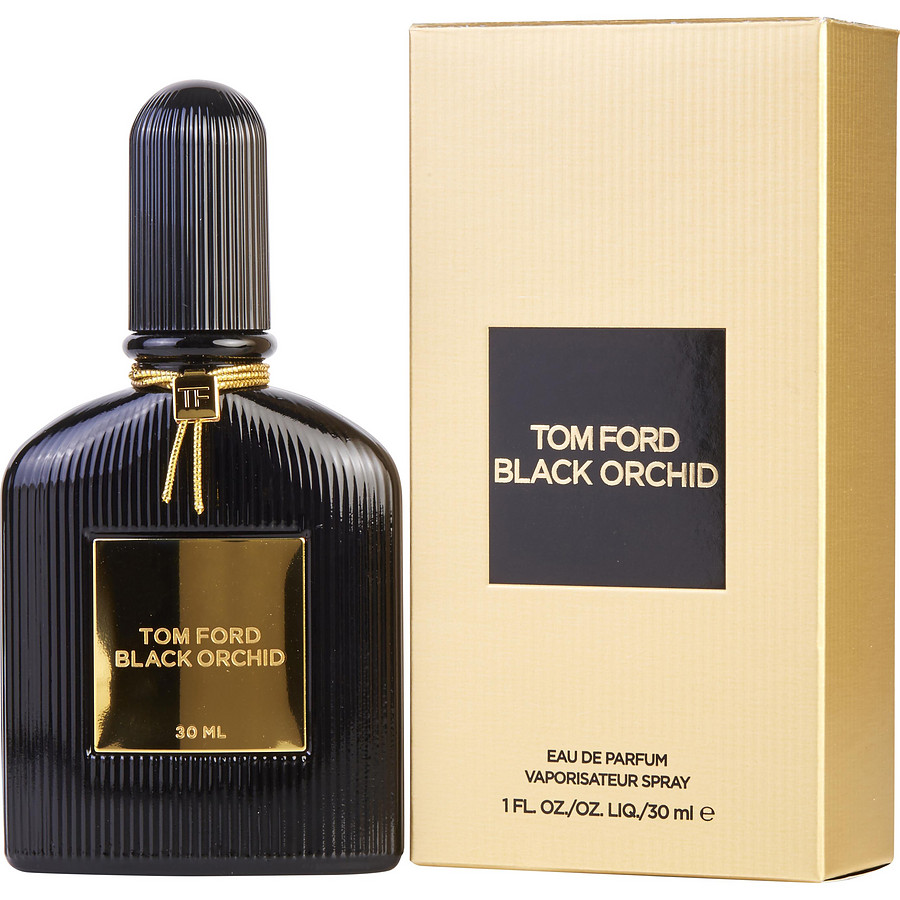 TF
TOM FORD
BLACK ORCHID
30 ML
TOM FORD
BLACK ORCHID
EAU DE PARFUM
VAPORISATEUR SPRAY
1 FL. OZ./OZ. LIQ./30 ml ℮